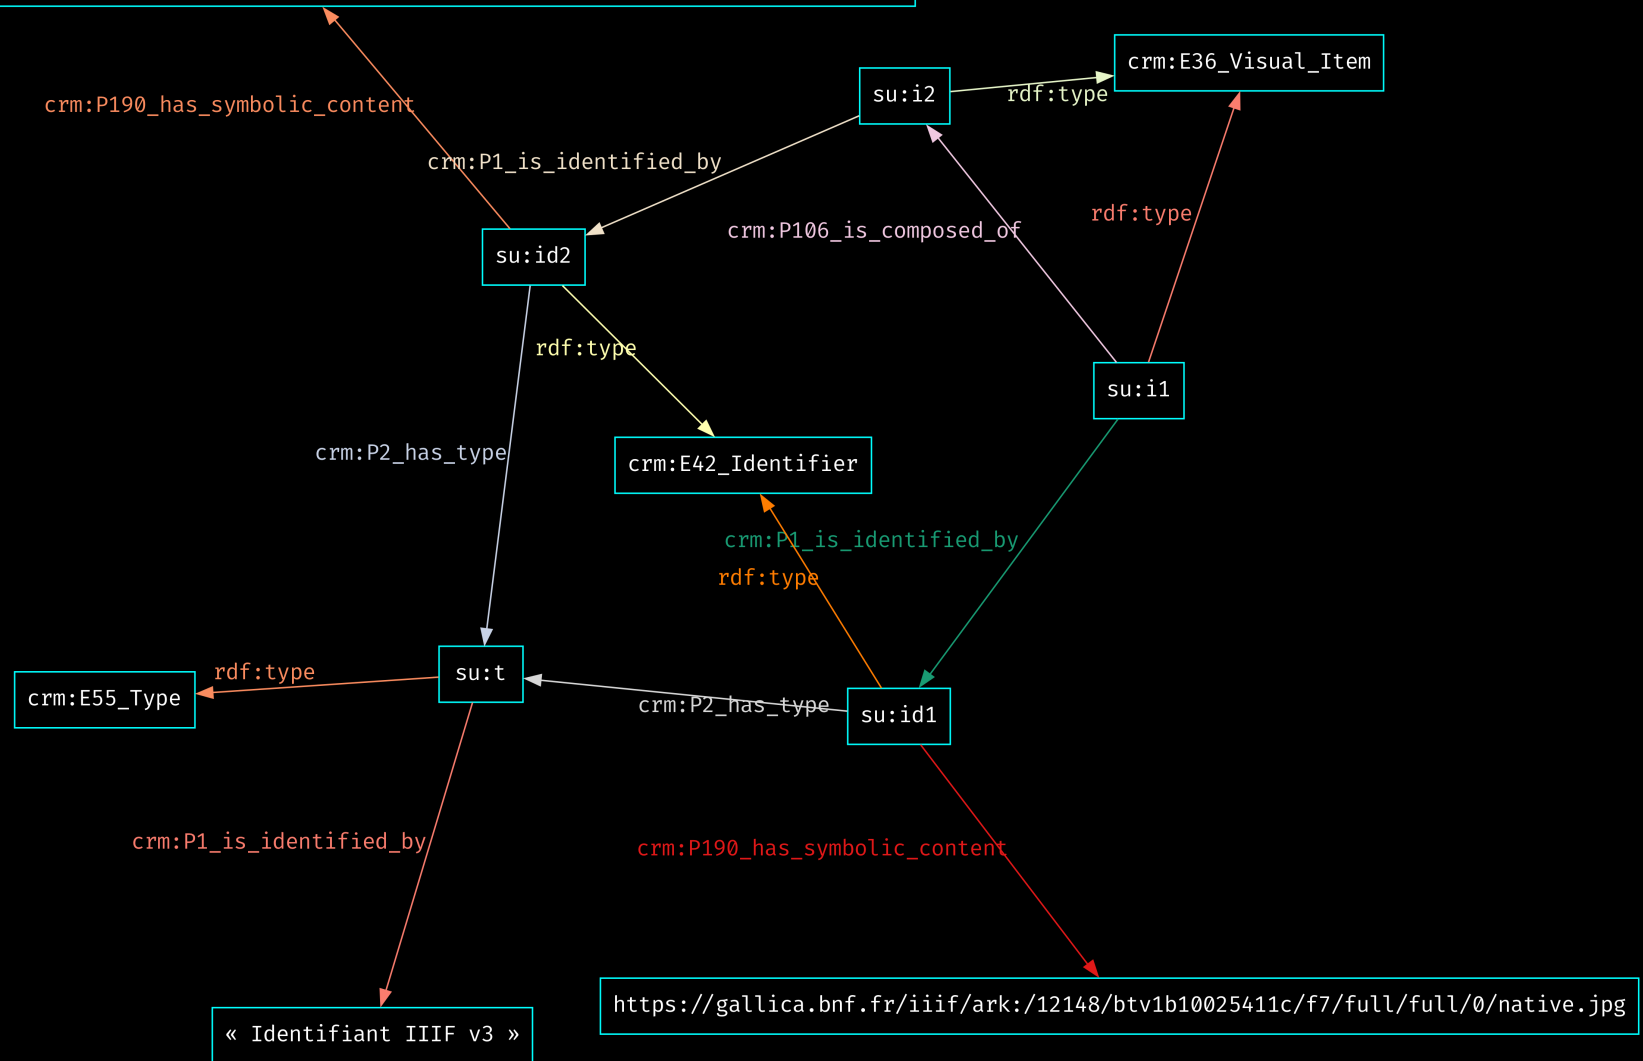 crm:E36_Visual_Item
su:i2
rdf:type
crm:P190_has_symbolic_content
crm:P1_is_identified_by
rdf:type
crm:P106_is_composed_of
su:id2
rdf:type
su:i1
crm:P2_has_type
crm:E42_Identifier
crm:P1_is_identified_by
rdf:type
rdf:type
su:t
crm:E55_Type
crm:P2_has_type
su:id1
crm:P1_is_identified_by
crm:P190_has_symbolic_content
https://gallica.bnf.fr/iiif/ark:/12148/btv1b10025411c/f7/full/full/0/native.jpg
« Identifiant IIIF v3 »